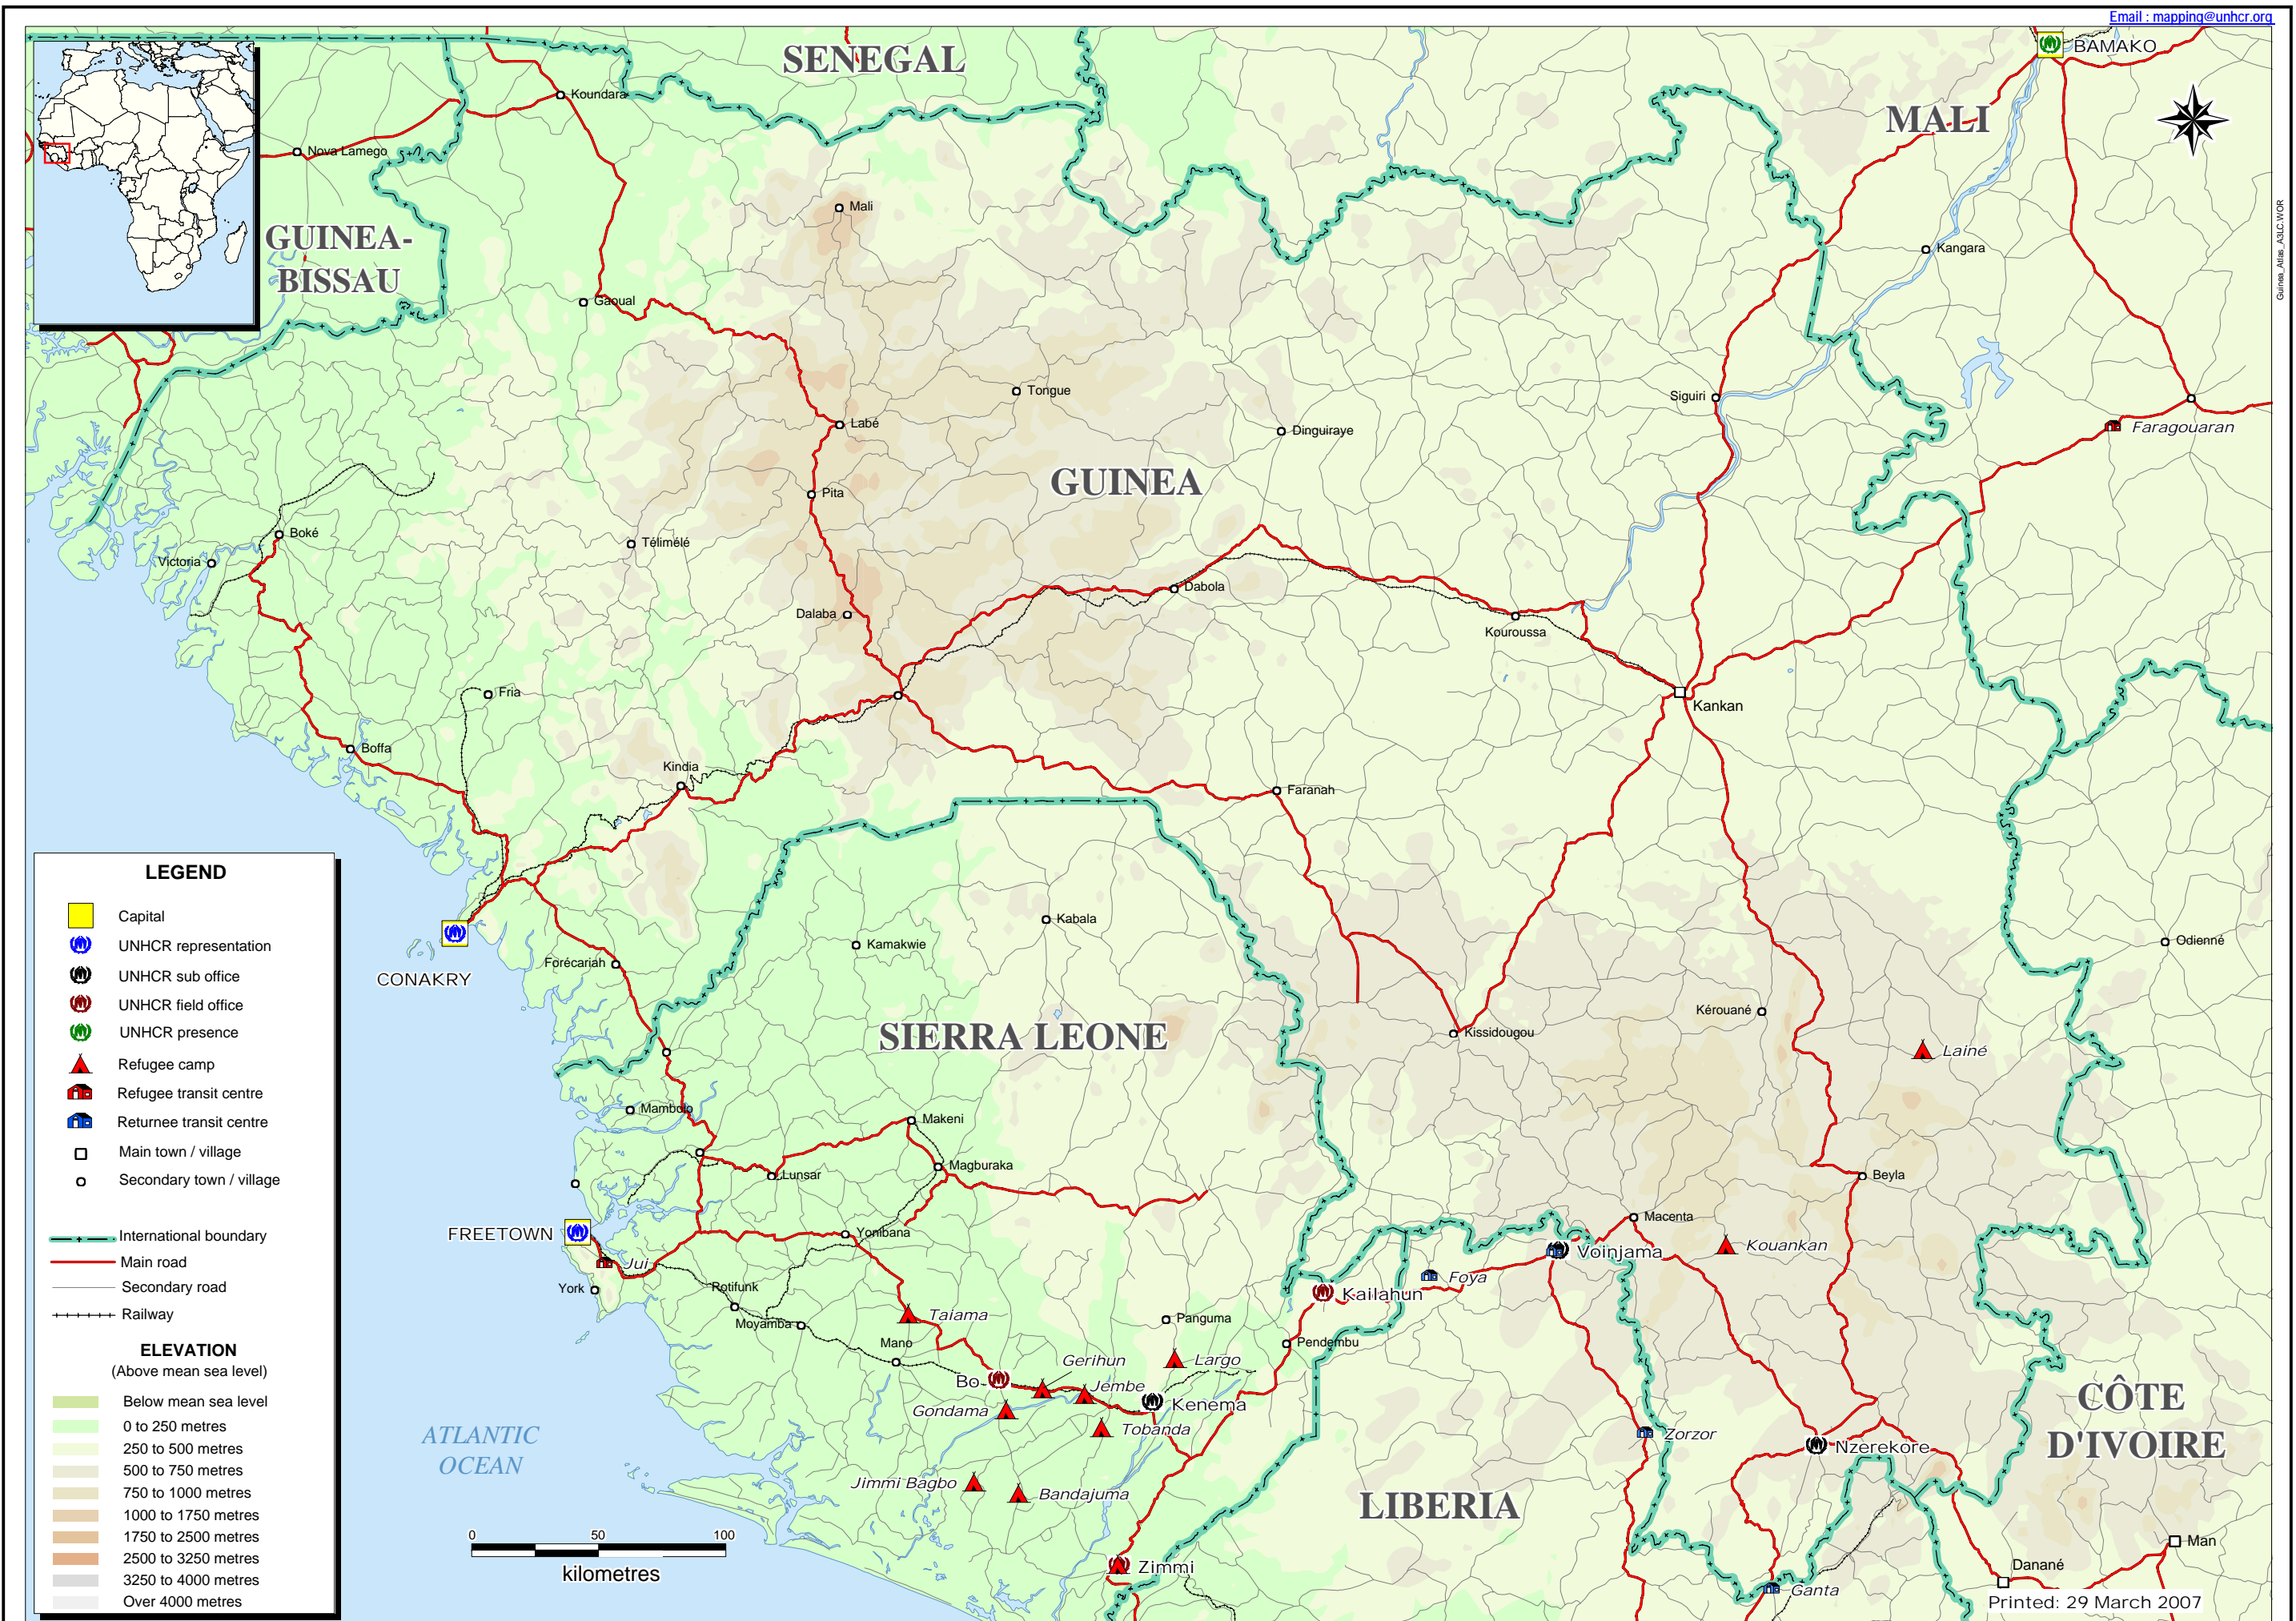 Email : mapping@unhcr.org
SENEGAL
BAMAKO
Koundara
MALI
Nova Lamego
Guinea_Atlas_A3LC.WOR
Mali
GUINEA-
BISSAU
Kangara
Gaoual
Tongue
Siguiri
Labé
Dinguiraye
Faragouaran
GUINEA
Pita
Boké
Télimélé
Victoria
Dabola
Dalaba
Kouroussa
Fria
Kankan
Boffa
Kindia
Faranah
Kabala
Kamakwie
Odienné
Forécariah
CONAKRY
Kérouané
SIERRA LEONE
Kissidougou
Lainé
Mambolo
Makeni
Magburaka
Lunsar
Beyla
Macenta
FREETOWN
Yonibana
Kouankan
Voinjama
Jui
Foya
York
Rotifunk
Kailahun
Taiama
Panguma
Moyamba
Mano
Pendembu
Gerihun
Largo
Bo
Jembe
Gondama
Kenema
CÔTE
D'IVOIRE
Tobanda
Zorzor
ATLANTIC
OCEAN
Nzerekore
Jimmi Bagbo
Bandajuma
LIBERIA
Man
Zimmi
Danané
Ganta
0 50 100
kilometres
Printed: 29 March 2007
LEGEND
Capital
UNHCR representation
UNHCR sub office
UNHCR field office
UNHCR presence
Refugee camp
Refugee transit centre
Returnee transit centre
Main town / village
Secondary town / village
International boundary
Main road
Secondary road
Railway
ELEVATION
(Above mean sea level)
Below mean sea level
0 to 250 metres
250 to 500 metres
500 to 750 metres
750 to 1000 metres
1000 to 1750 metres
1750 to 2500 metres
2500 to 3250 metres
3250 to 4000 metres
Over 4000 metres